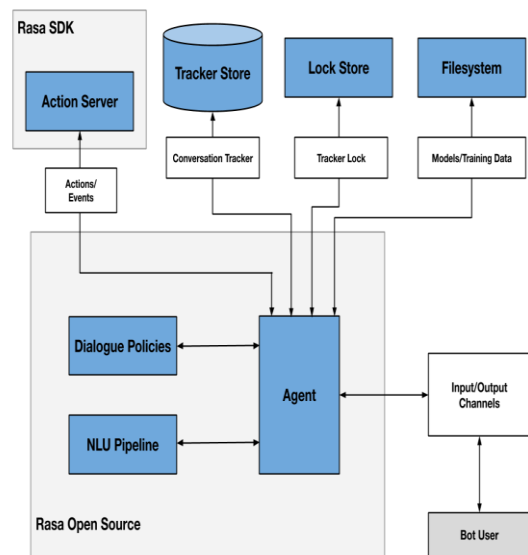 Rasa SDK
Action Server
Tracker Store
Lock Store
Filesystem
Actions/
Events
Conversation Tracker
Tracker Lock
Models/Training Data
Dialogue Policies
Agent
NLU Pipeline
Input/Output
Channels
Rasa Open Source
Bot User